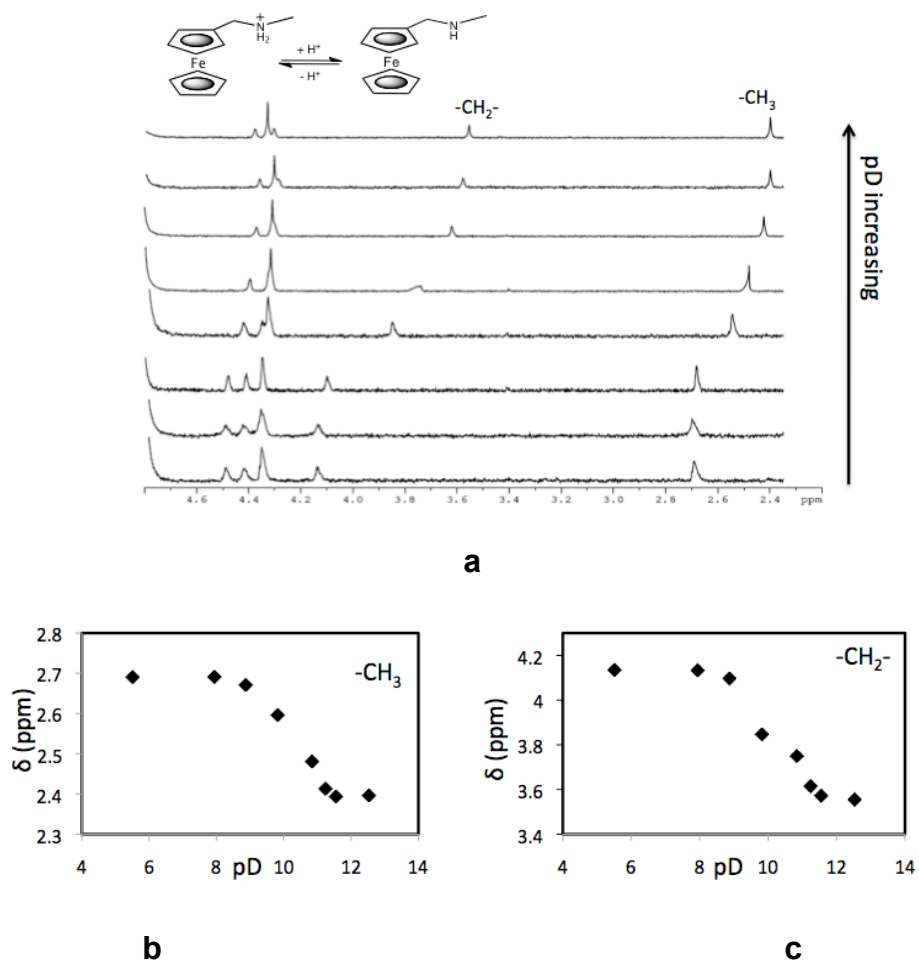 +
N
H2
Fe
+ H+
- H+
N
H
Fe
-CH2-
-CH3
pD increasing
4.6 4.4 4.2 4.0 3.8 3.6 3.4 3.2 3.0 2.8 2.6 2.4 ppm
a
2.8
2.7
2.6
2.5
2.4
2.3
δ (ppm)
-CH3
4 6 8 pD 10 12 14
4.2
4
3.8
3.6
3.4
δ (ppm)
-CH2-
4 6 8 pD 10 12 14
b
c